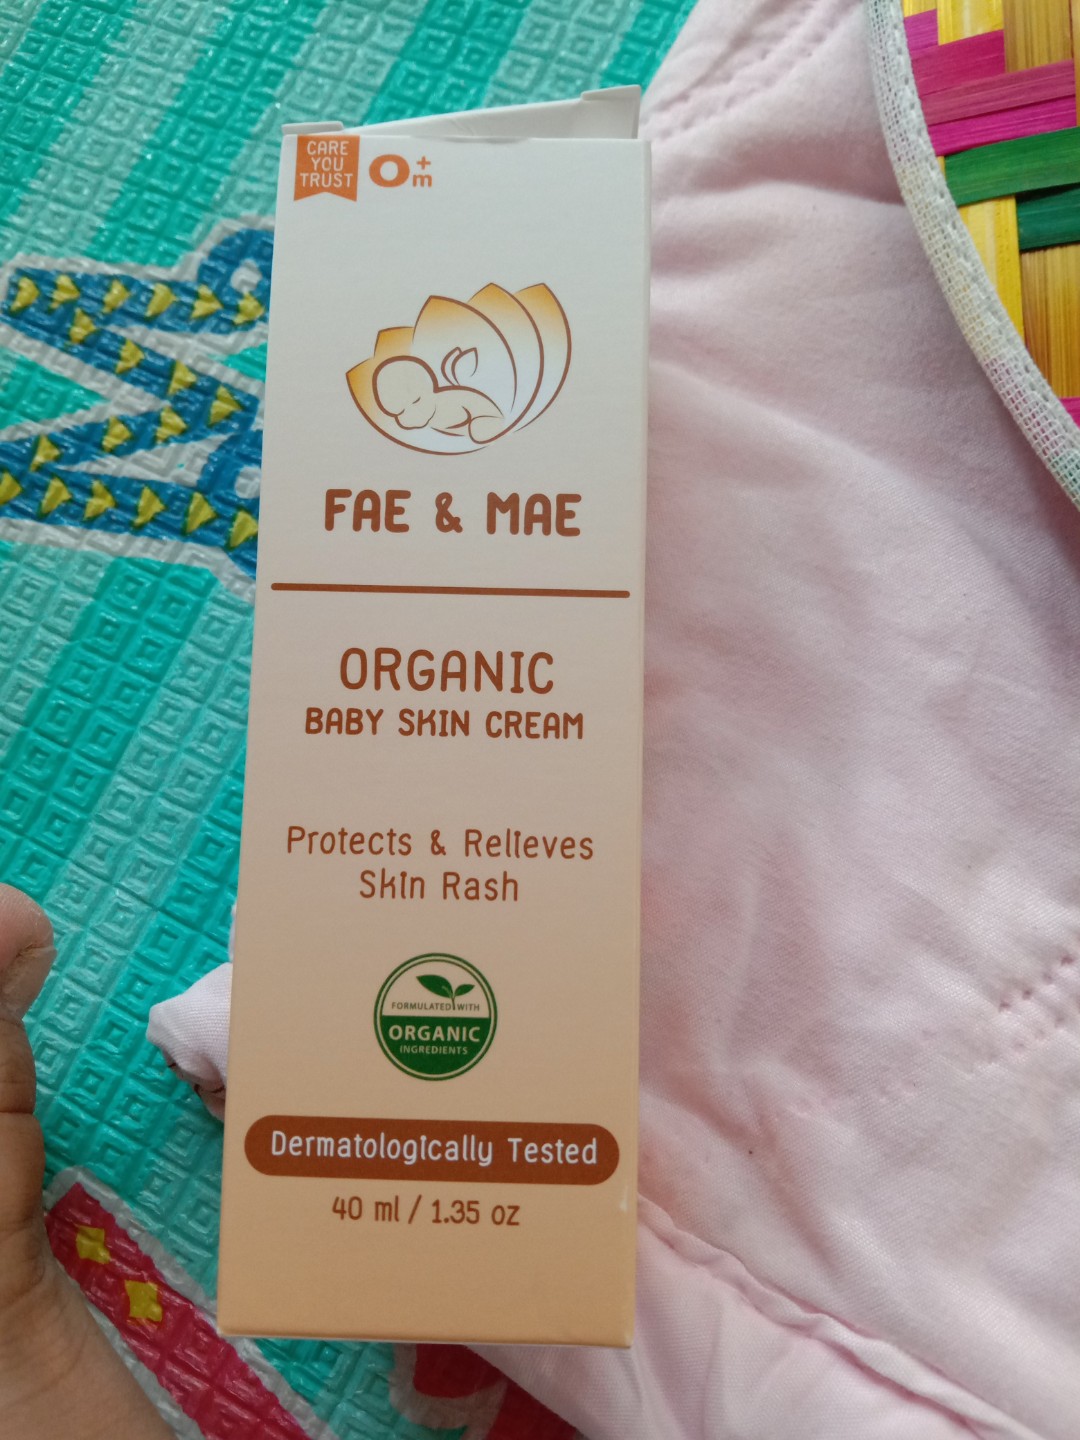 CARE
YOU
TRUST
0+
m
FAE & MAE
ORGANIC
BABY SKIN CREAM
Protects & Relieves
Skin Rash
FORMULATED WITH
ORGANIC
INGREDIENTS
Dermatologically Tested
40 ml / 1.35 oz